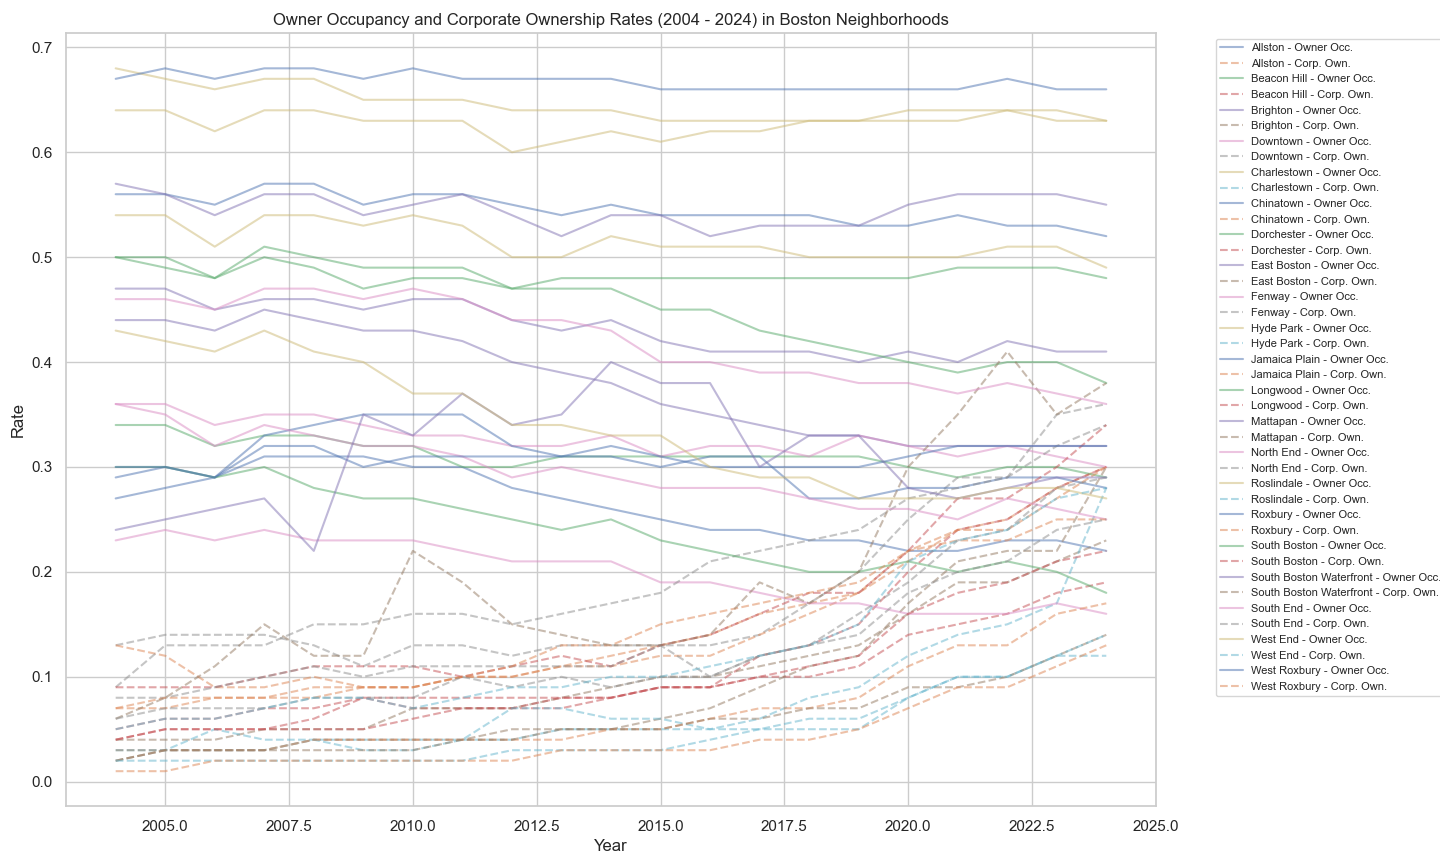 Owner Occupancy and Corporate Ownership Rates (2004 - 2024) in Boston Neighborhoods
0.7
0.6
0.5
0.4
0.3
0.2
0.1
0.0
Rate
2005.0 2007.5 2010.0 2012.5 2015.0 2017.5 2020.0 2022.5 2025.0
Year
Allston - Owner Occ.
Allston - Corp. Own.
Beacon Hill - Owner Occ.
Beacon Hill - Corp. Own.
Brighton - Owner Occ.
Brighton - Corp. Own.
Downtown - Owner Occ.
Downtown - Corp. Own.
Charlestown - Owner Occ.
Charlestown - Corp. Own.
Chinatown - Owner Occ.
Chinatown - Corp. Own.
Dorchester - Owner Occ.
Dorchester - Corp. Own.
East Boston - Owner Occ.
East Boston - Corp. Own.
Fenway - Owner Occ.
Fenway - Corp. Own.
Hyde Park - Owner Occ.
Hyde Park - Corp. Own.
Jamaica Plain - Owner Occ.
Jamaica Plain - Corp. Own.
Longwood - Owner Occ.
Longwood - Corp. Own.
Mattapan - Owner Occ.
Mattapan - Corp. Own.
North End - Owner Occ.
North End - Corp. Own.
Roslindale - Owner Occ.
Roslindale - Corp. Own.
Roxbury - Owner Occ.
Roxbury - Corp. Own.
South Boston - Owner Occ.
South Boston - Corp. Own.
South Boston Waterfront - Owner Occ.
South Boston Waterfront - Corp. Own.
South End - Owner Occ.
South End - Corp. Own.
West End - Owner Occ.
West End - Corp. Own.
West Roxbury - Owner Occ.
West Roxbury - Corp. Own.